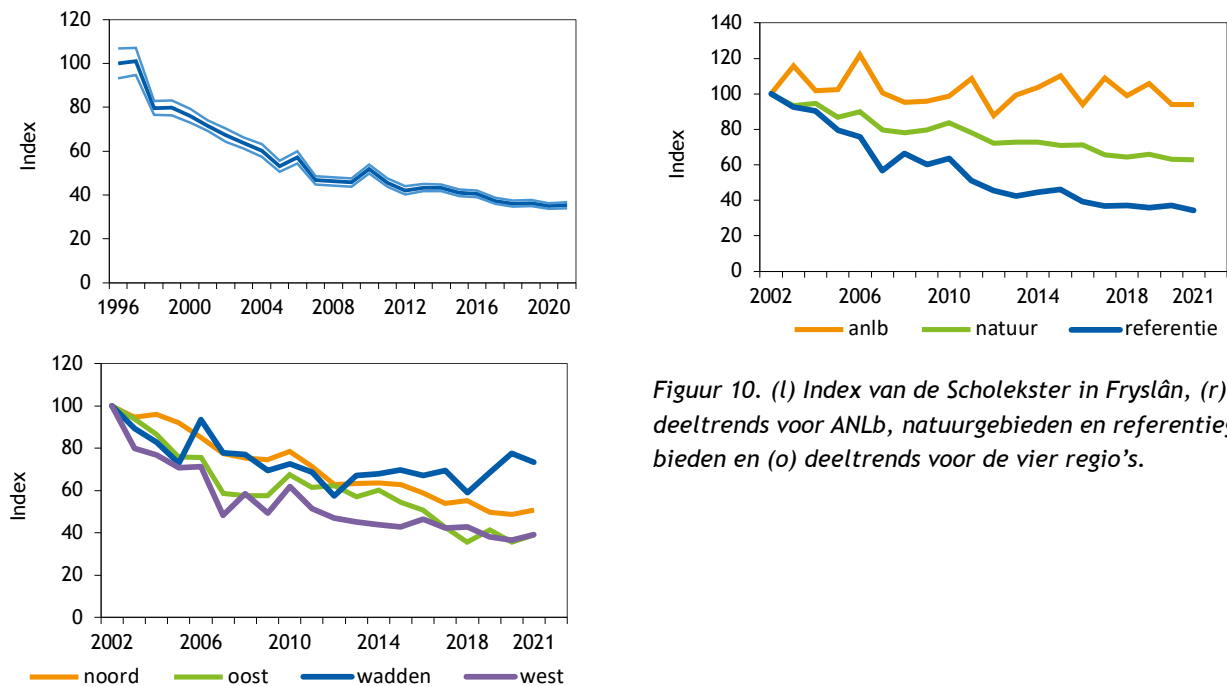 120
100
80
60
40
20
0
Index
1996 2000 2004 2008 2012 2016 2020
140
120
100
80
60
40
20
0
Index
2002 2006 2010 2014 2018 2021
anlb natuur referentie
120
100
80
60
40
20
0
Index
2002 2006 2010 2014 2018 2021
noord oost wadden west
Figuur 10. (l) Index van de Scholekster in Fryslân, (r)
deeltrends voor ANLb, natuurgebieden en
bieden en (o) deeltrends voor de vier regio's.